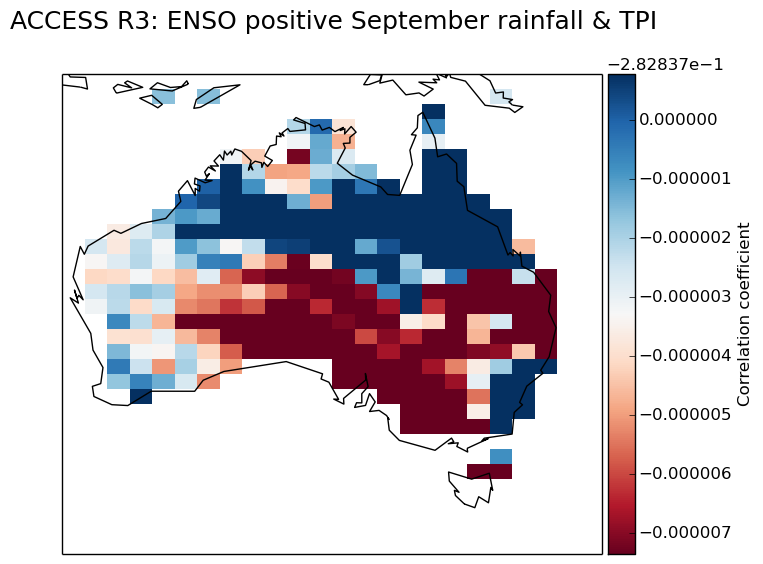 ACCESS R3: ENSO positive September rainfall & TPI
−2.82837e−1
0.000000
−0.000001
−0.000002
−0.000003
−0.000004
−0.000005
−0.000006
−0.000007
Correlation coefficient